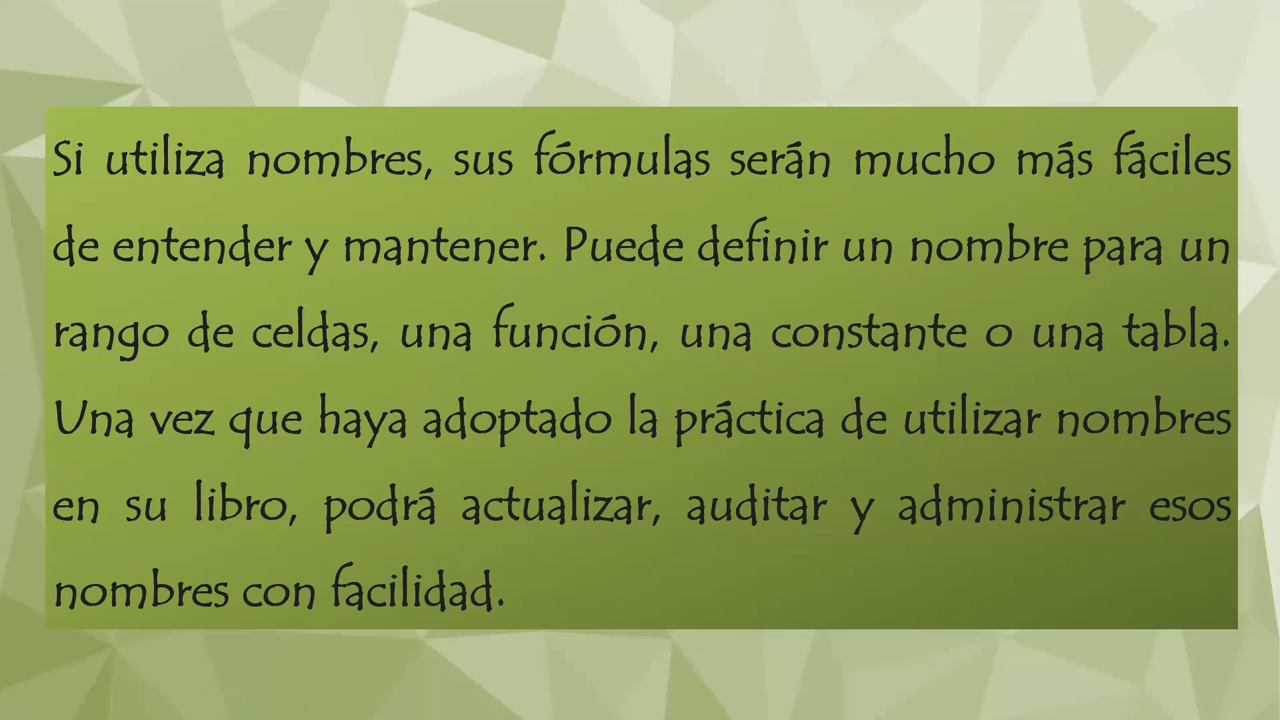 Si utiliza nombres, sus fórmulas serán mucho más fáciles
de entender y mantener. Puede definir un nombre para un
rango de celdas, una función, una constante o una tabla.
Una vez que haya adoptado la práctica de utilizar nombres
en su libro, podrá actualizar, auditar y administrar esos
nombres con facilidad.